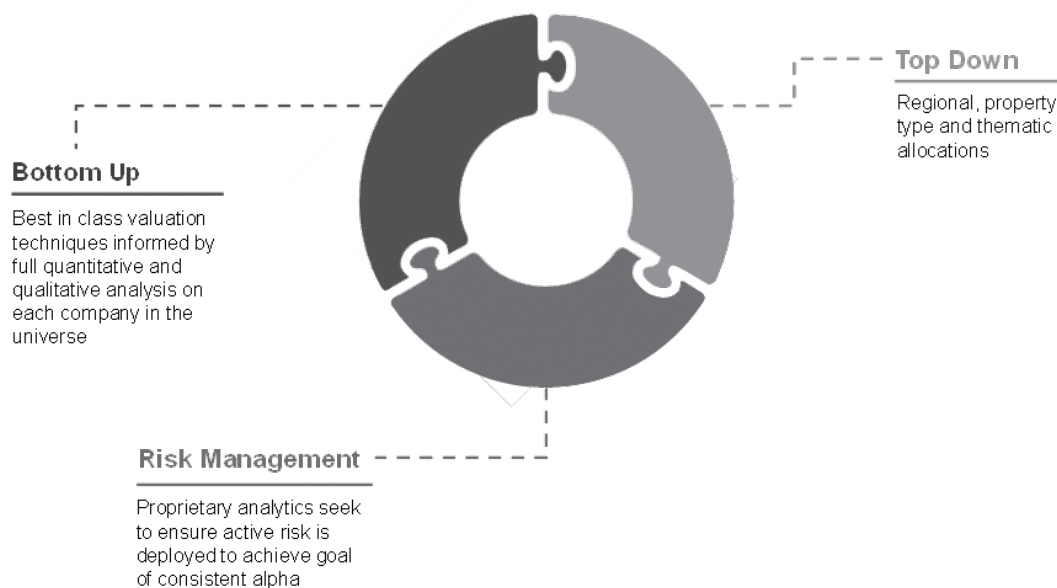 Top Down
Regional, property
type and thematic
allocations
Bottom Up
Best in class valuation
techniques informed by
full quantitative and
qualitative analysis on
each company in the
universe
Risk Management
Proprietary analytics seek
to ensure active risk is
deployed to achieve goal
of consistent alpha